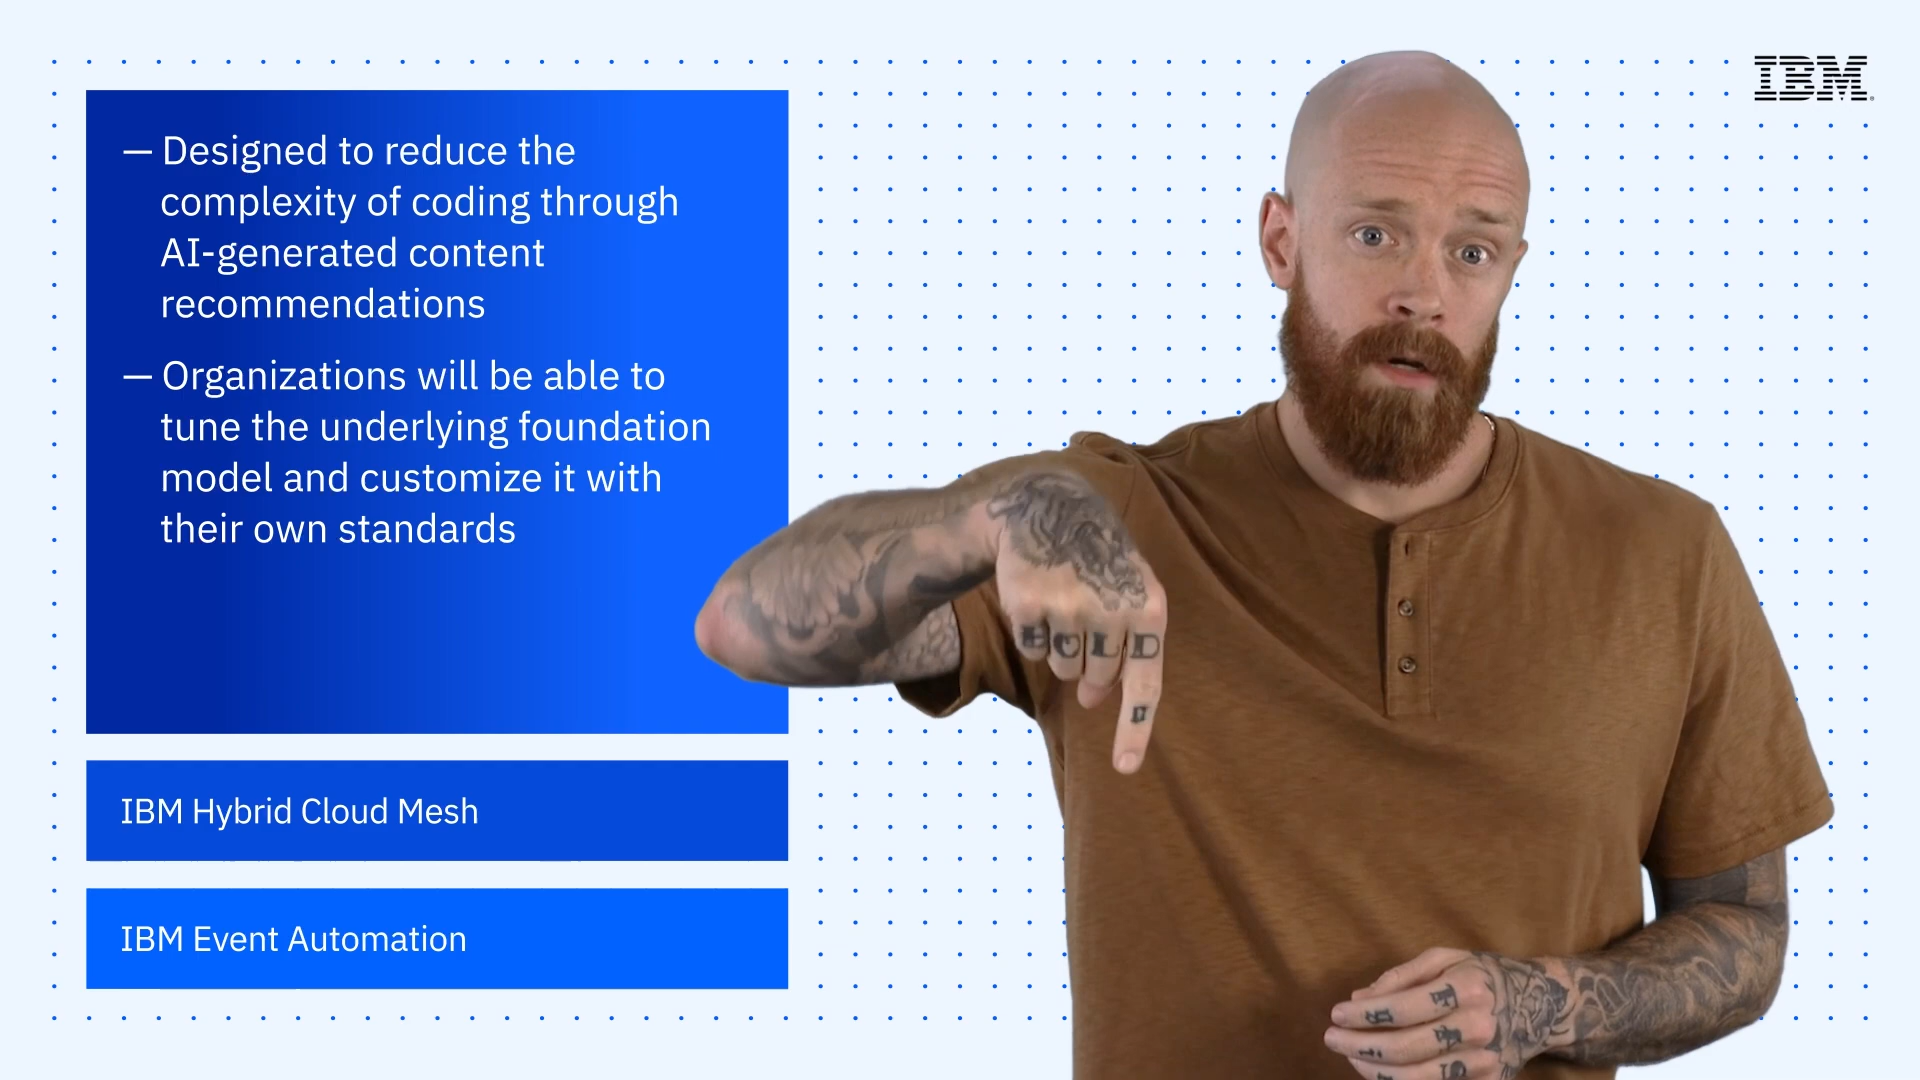 IBM
— Designed to reduce the
complexity of coding through
AI-generated content
recommendations
— Organizations will be able to
tune the underlying foundation
model and customize it with
their own standards
BOLD
IBM Hybrid Cloud Mesh
IBM Event Automation